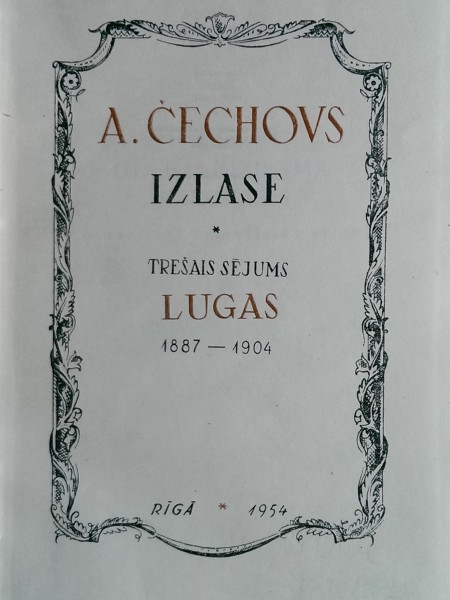 A. ČECHOVS
IZLASE
*
TREŠAIS SĒJUMS
LUGAS
1887 — 1904
RĪGĀ * 1954